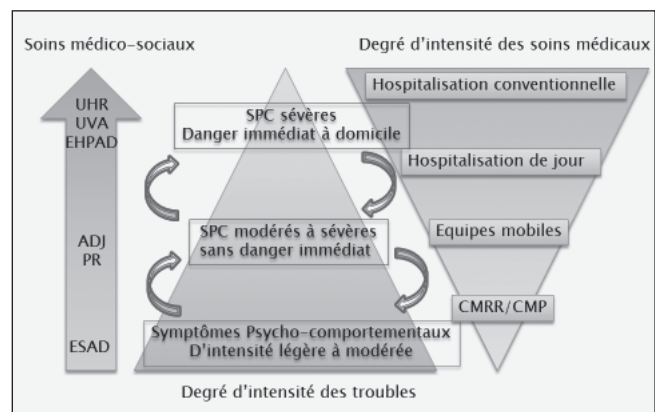 Soins médico-sociaux
Degré d'intensité des soins médicaux
UHR
UVA
EHPAD
ADJ
PR
ESAD
SPC sévères
Danger immédiat à domicile
SPC modérés à sévères
sans danger immédiat
Symptômes Psycho-comportementaux
D'intensité légère à modérée
Hospitalisation conventionnelle
Hospitalisation de jour
Equipes mobiles
CMRR/CMP
Degré d'intensité des troubles